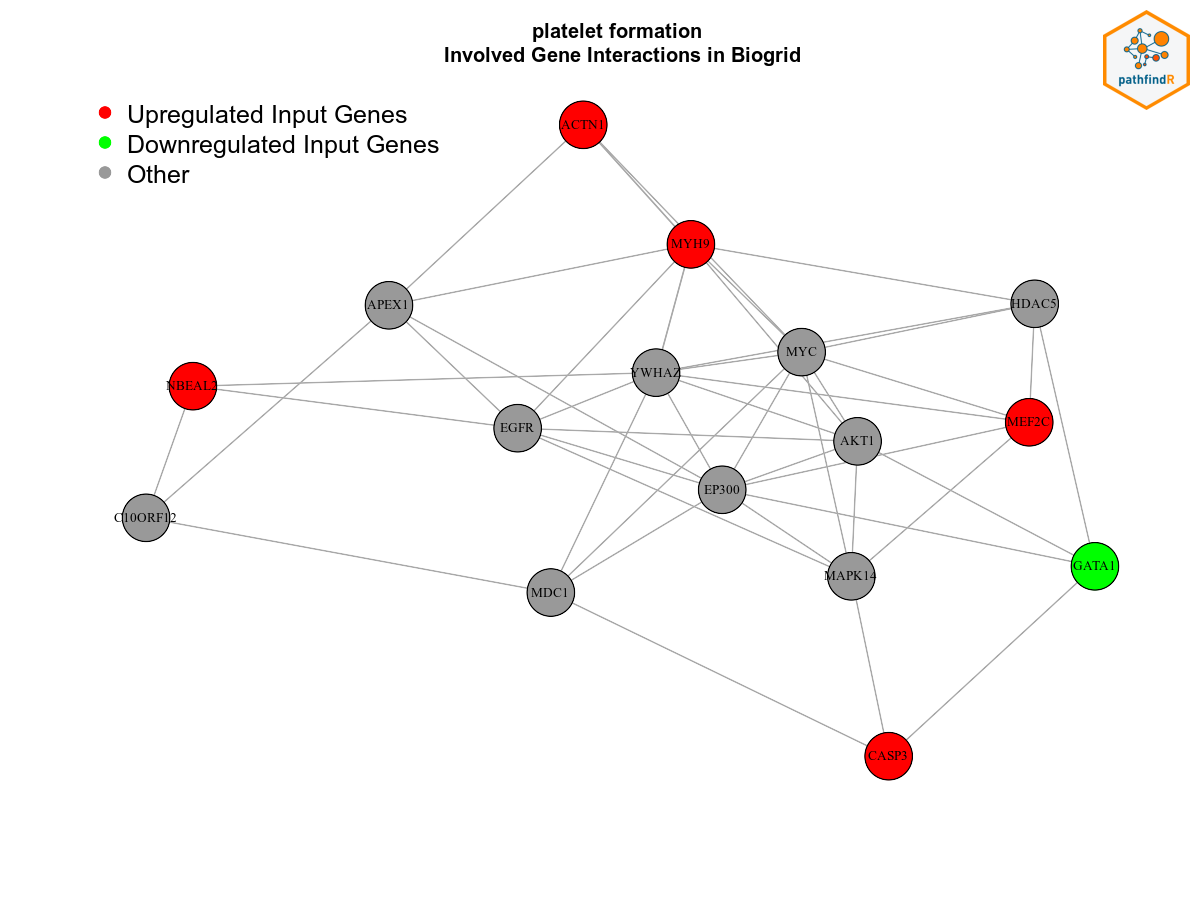 platelet formation
Involved Gene Interactions in Biogrid
pathfindR
Upregulated Input Genes
Downregulated Input Genes
Other
ACTN1
MYH9
APEX1
HDAC5
MYC
YWHAZ
NBEAL2
MEF2C
EGFR
AKT1
EP300
C10ORF12
GATA1
MAPK14
MDC1
CASP3